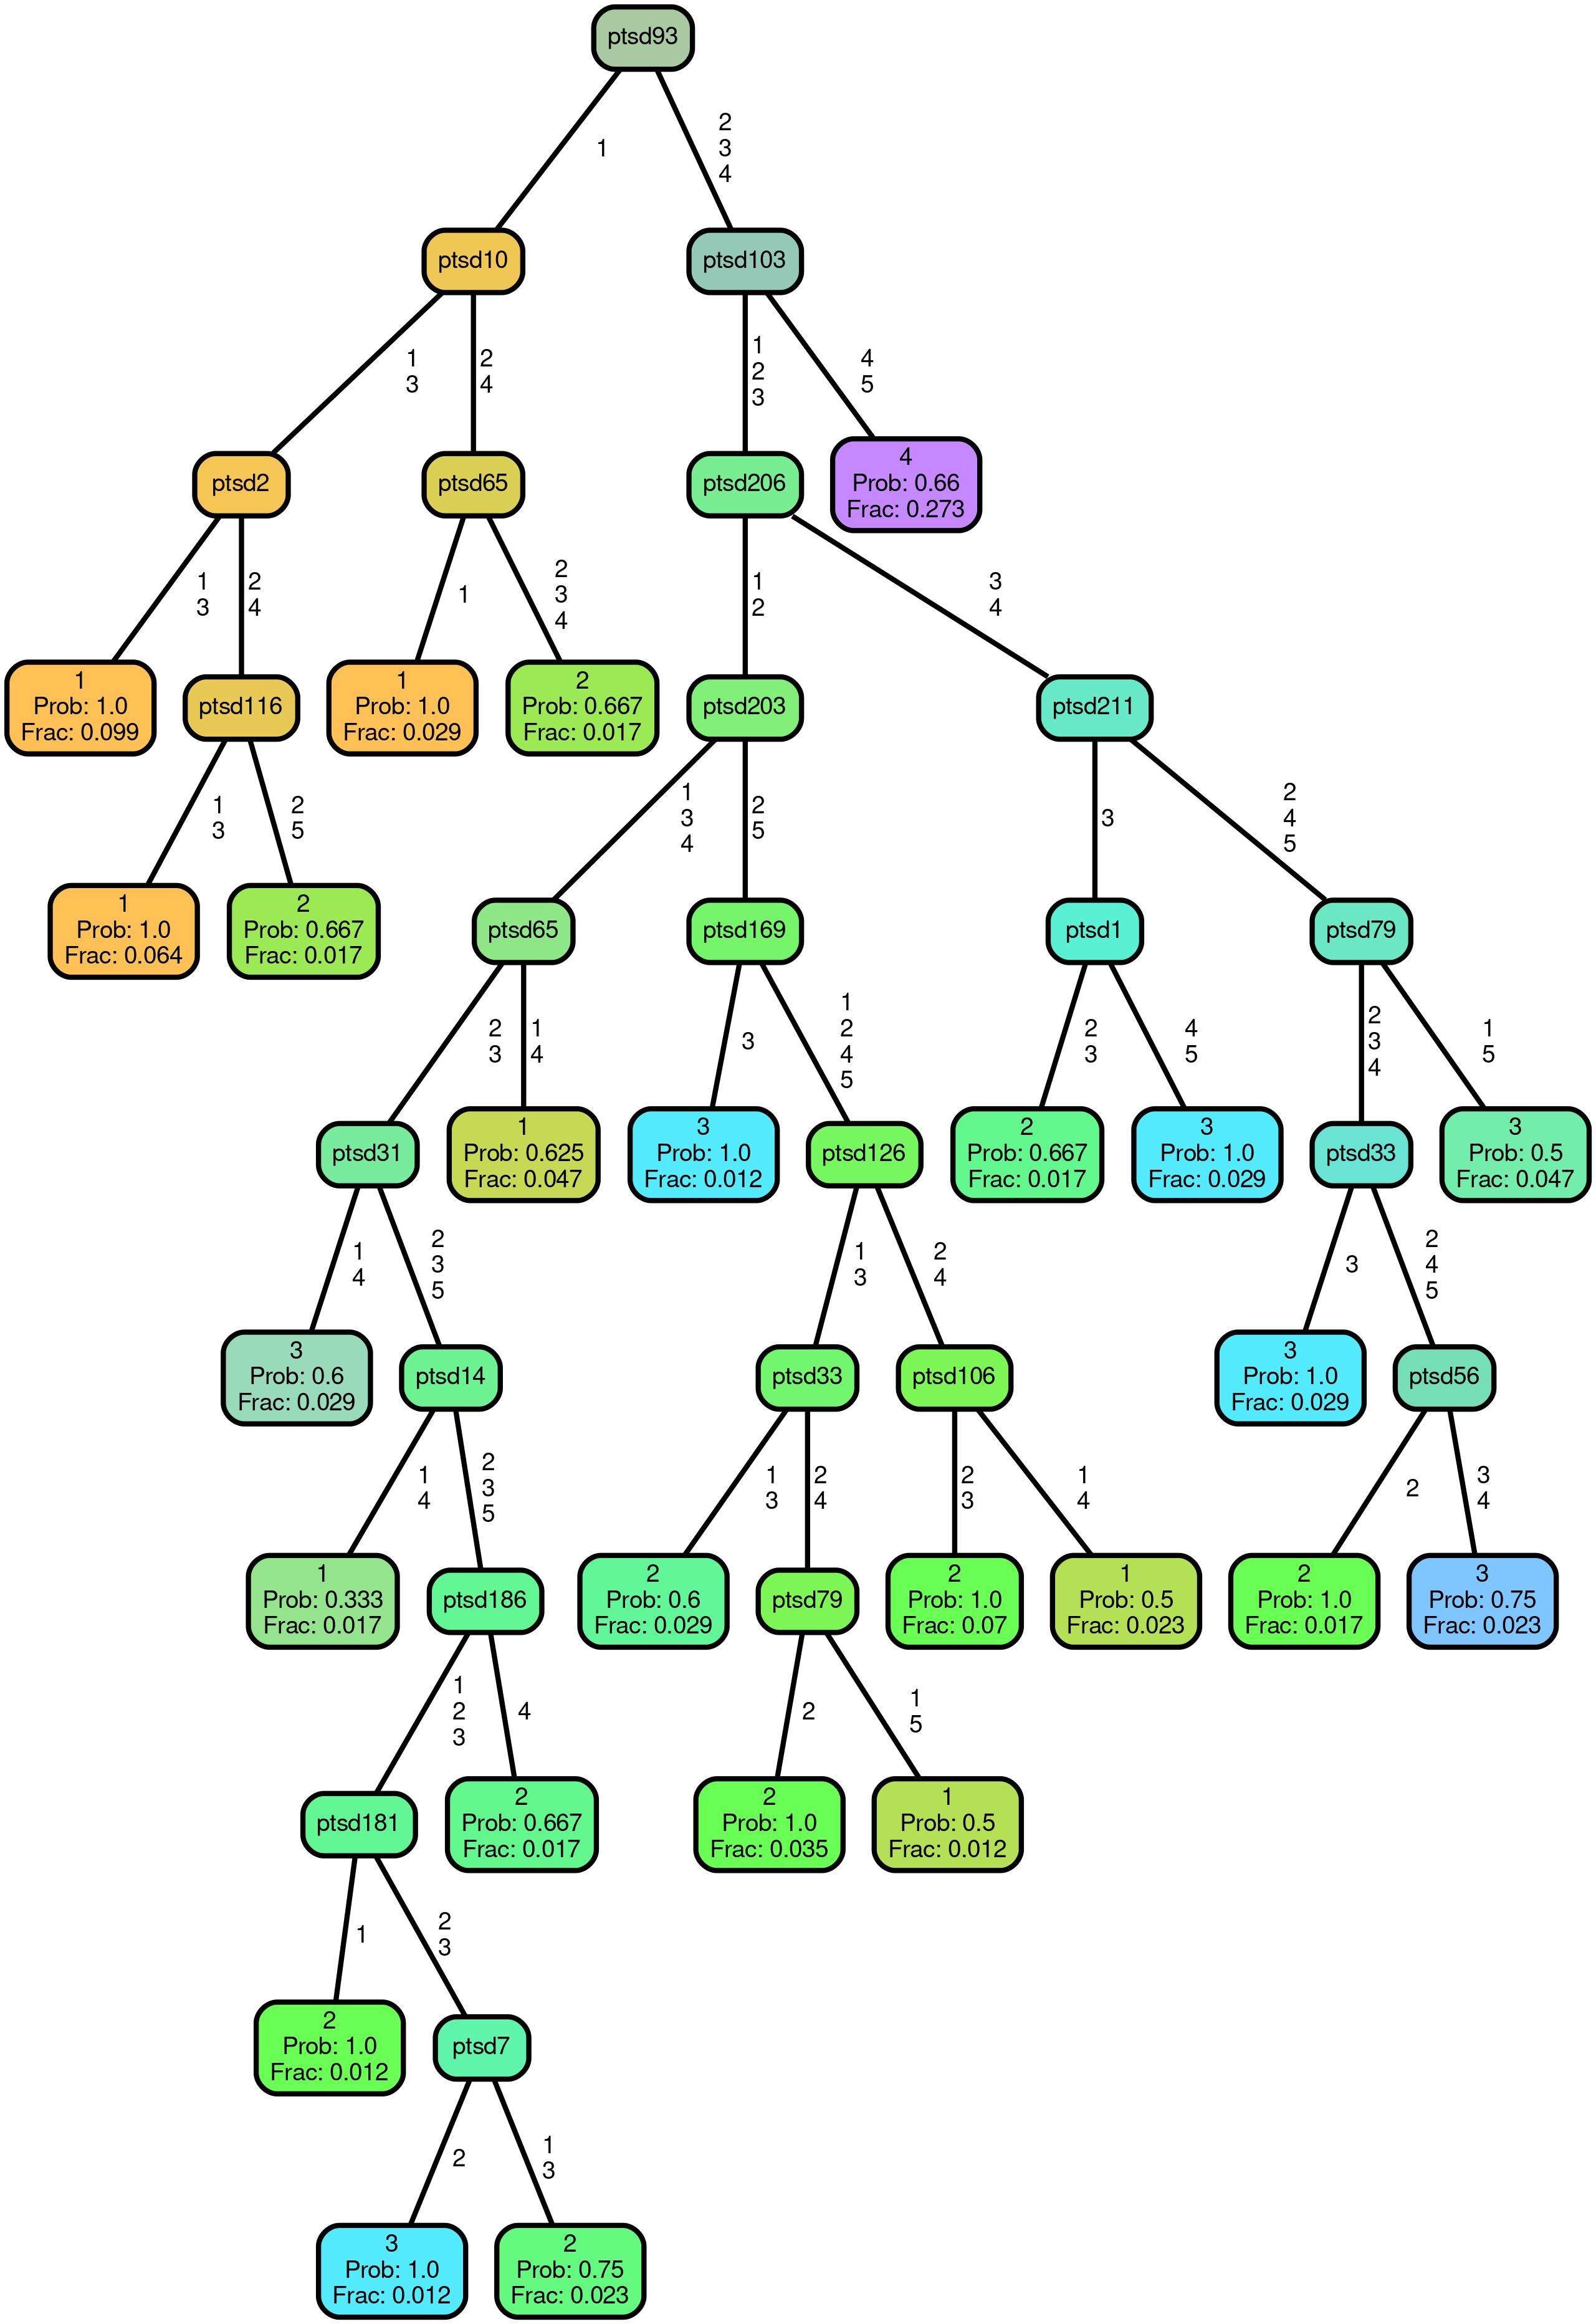 ptsd93
1
2
3
4
ptsd10
ptsd103
1
3
2
4
1
2
3
4
5
ptsd2
ptsd65
ptsd206
4
Prob: 0.66
Frac: 0.273
1
3
2
4
1
2
3
4
1
2
3
4
1
Prob: 1.0
Frac: 0.099
ptsd116
1
Prob: 1.0
Frac: 0.029
2
Prob: 0.667
Frac: 0.017
ptsd203
ptsd211
1
3
2
5
1
3
4
2
5
3
2
4
5
1
Prob: 1.0
Frac: 0.064
2
Prob: 0.667
Frac: 0.017
ptsd65
ptsd169
ptsd1
ptsd79
2
3
1
4
3
1
2
4
5
2
3
4
5
2
3
4
1
5
ptsd31
1
Prob: 0.625
Frac: 0.047
3
Prob: 1.0
Frac: 0.012
ptsd126
2
Prob: 0.667
Frac: 0.017
3
Prob: 1.0
Frac: 0.029
ptsd33
3
Prob: 0.5
Frac: 0.047
1
4
2
3
5
1
3
2
4
3
2
4
5
3
Prob: 0.6
Frac: 0.029
ptsd14
ptsd33
ptsd106
3
Prob: 1.0
Frac: 0.029
ptsd56
1
4
2
3
5
1
3
2
4
2
3
1
4
2
3
4
1
Prob: 0.333
Frac: 0.017
ptsd186
2
Prob: 0.6
Frac: 0.029
ptsd79
2
Prob: 1.0
Frac: 0.07
1
Prob: 0.5
Frac: 0.023
2
Prob: 1.0
Frac: 0.017
3
Prob: 0.75
Frac: 0.023
1
2
3
4
2
1
5
ptsd181
2
Prob: 0.667
Frac: 0.017
2
Prob: 1.0
Frac: 0.035
1
Prob: 0.5
Frac: 0.012
1
2
3
2
Prob: 1.0
Frac: 0.012
ptsd7
2
1
3
3
Prob: 1.0
Frac: 0.012
2
Prob: 0.75
Frac: 0.023